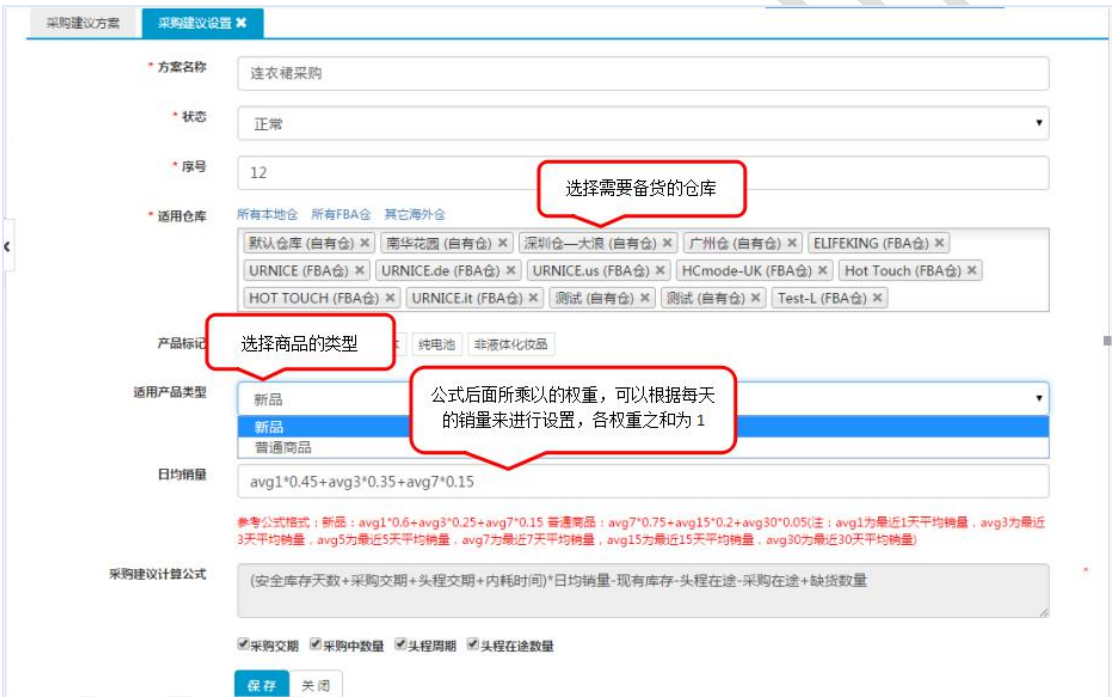 采购建议方案 采购建议设置 ✖
* 方案名称 连衣裙采购
* 状态 正常
* 序号 12
选择需要备货的仓库
* 适用仓库 所有本地仓 所有FBA仓 其它海外仓
默认仓库 (自有仓) × 南华花园 (自有仓) × 深圳仓—大浪 (自有仓) × 广州仓 (自有仓) × ELIFEKING (FBA仓) ×
URNICE (FBA仓) × URNICE.de (FBA仓) × URNICE.us (FBA仓) × HCmode-UK (FBA仓) × Hot Touch (FBA仓) ×
HOT TOUCH (FBA仓) × URNICE.it (FBA仓) × 测试 (自有仓) × 测试 (自有仓) × Test-L (FBA仓) ×
产品标记 选择商品的类型 纯电池 非液体化妆品
适用产品类型 新品
公式后面所乘以的权重，可以根据每天
的销量来进行设置，各权重之和为 1
新品
普通商品
日均销量 avg1*0.45+avg3*0.35+avg7*0.15
参考公式格式：新品：avg1*0.6+avg3*0.25+avg7*0.15 普通商品：avg7*0.75+avg15*0.2+avg30*0.05(注：avg1为最近1天平均销量，avg3为最近
3天平均销量，avg5为最近5天平均销量，avg7为最近7天平均销量，avg15为最近15天平均销量，avg30为最近30天平均销量)
采购建议计算公式 (安全库存天数+采购交期+头程交期+内耗时间)*日均销量-现有库存-头程在途-采购在途+缺货数量 *
采购交期 采购中数量 头程周期 头程在途数量
保存 关闭